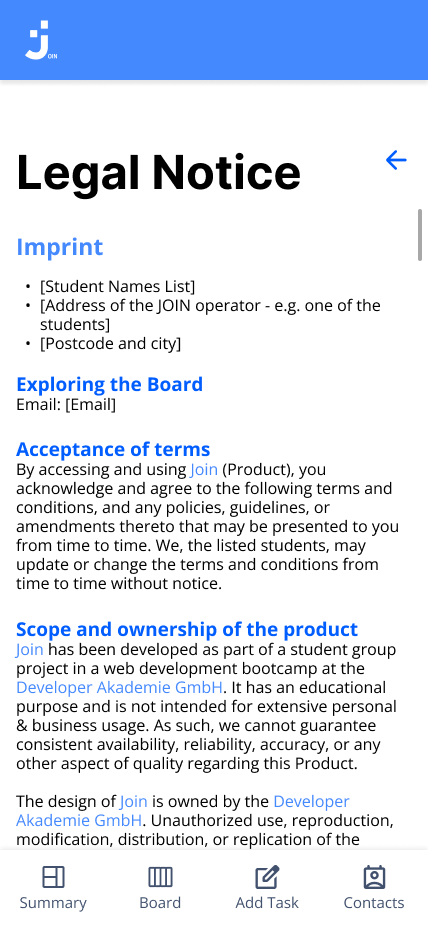 JOIN
Legal Notice
Imprint
• [Student Names List]
• [Address of the JOIN operator - e.g. one of the
students]
• [Postcode and city]
Exploring the Board
Email: [Email]
Acceptance of terms
By accessing and using Join (Product), you
acknowledge and agree to the following terms and
conditions, and any policies, guidelines, or
amendments thereto that may be presented to you
from time to time. We, the listed students, may
update or change the terms and conditions from
time to time without notice.
Scope and ownership of the product
Join has been developed as part of a student group
project in a web development bootcamp at the
Developer Akademie GmbH. It has an educational
purpose and is not intended for extensive personal
& business usage. As such, we cannot guarantee
consistent availability, reliability, accuracy, or any
other aspect of quality regarding this Product.
The design of Join is owned by the Developer
Akademie GmbH. Unauthorized use, reproduction,
modification, distribution, or replication of the
Summary
Board
Add Task
Contacts